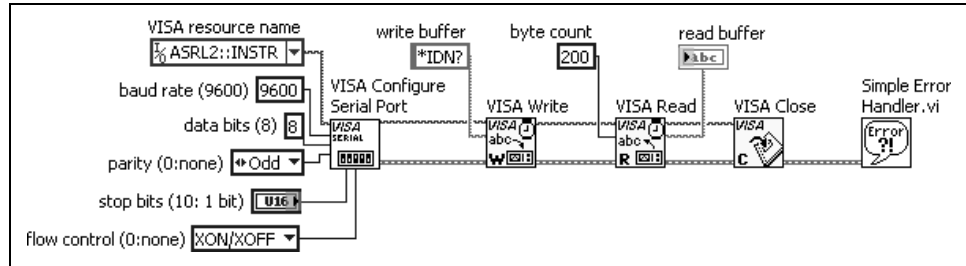 VISA resource name
I/O ASRL2::INSTR
baud rate (9600) 9600
data bits (8) 8
parity (0:none) Odd
stop bits (10: 1 bit) U16
flow control (0:none) XON/XOFF
VISA Configure
Serial Port
VISA
SERIAL
write buffer
*IDN?
VISA Write
VISA
abc
W
byte count
200
VISA Read
VISA
abc
R
read buffer
abc
VISA Close
VISA
C
Simple Error
Handler.vi
Error
?!